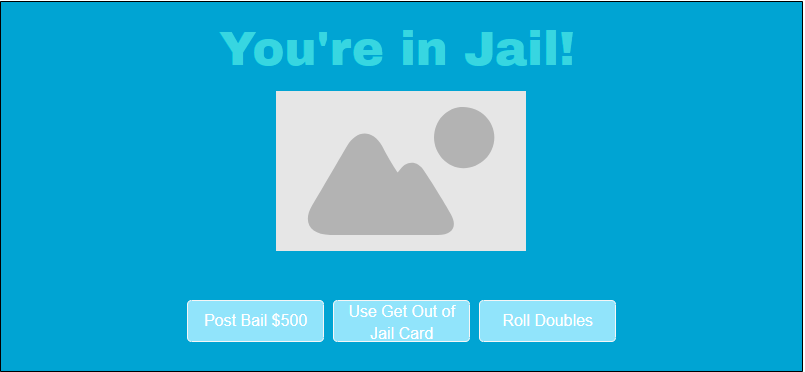 You're in Jail!
Post Bail $500
Use Get Out of
Jail Card
Roll Doubles